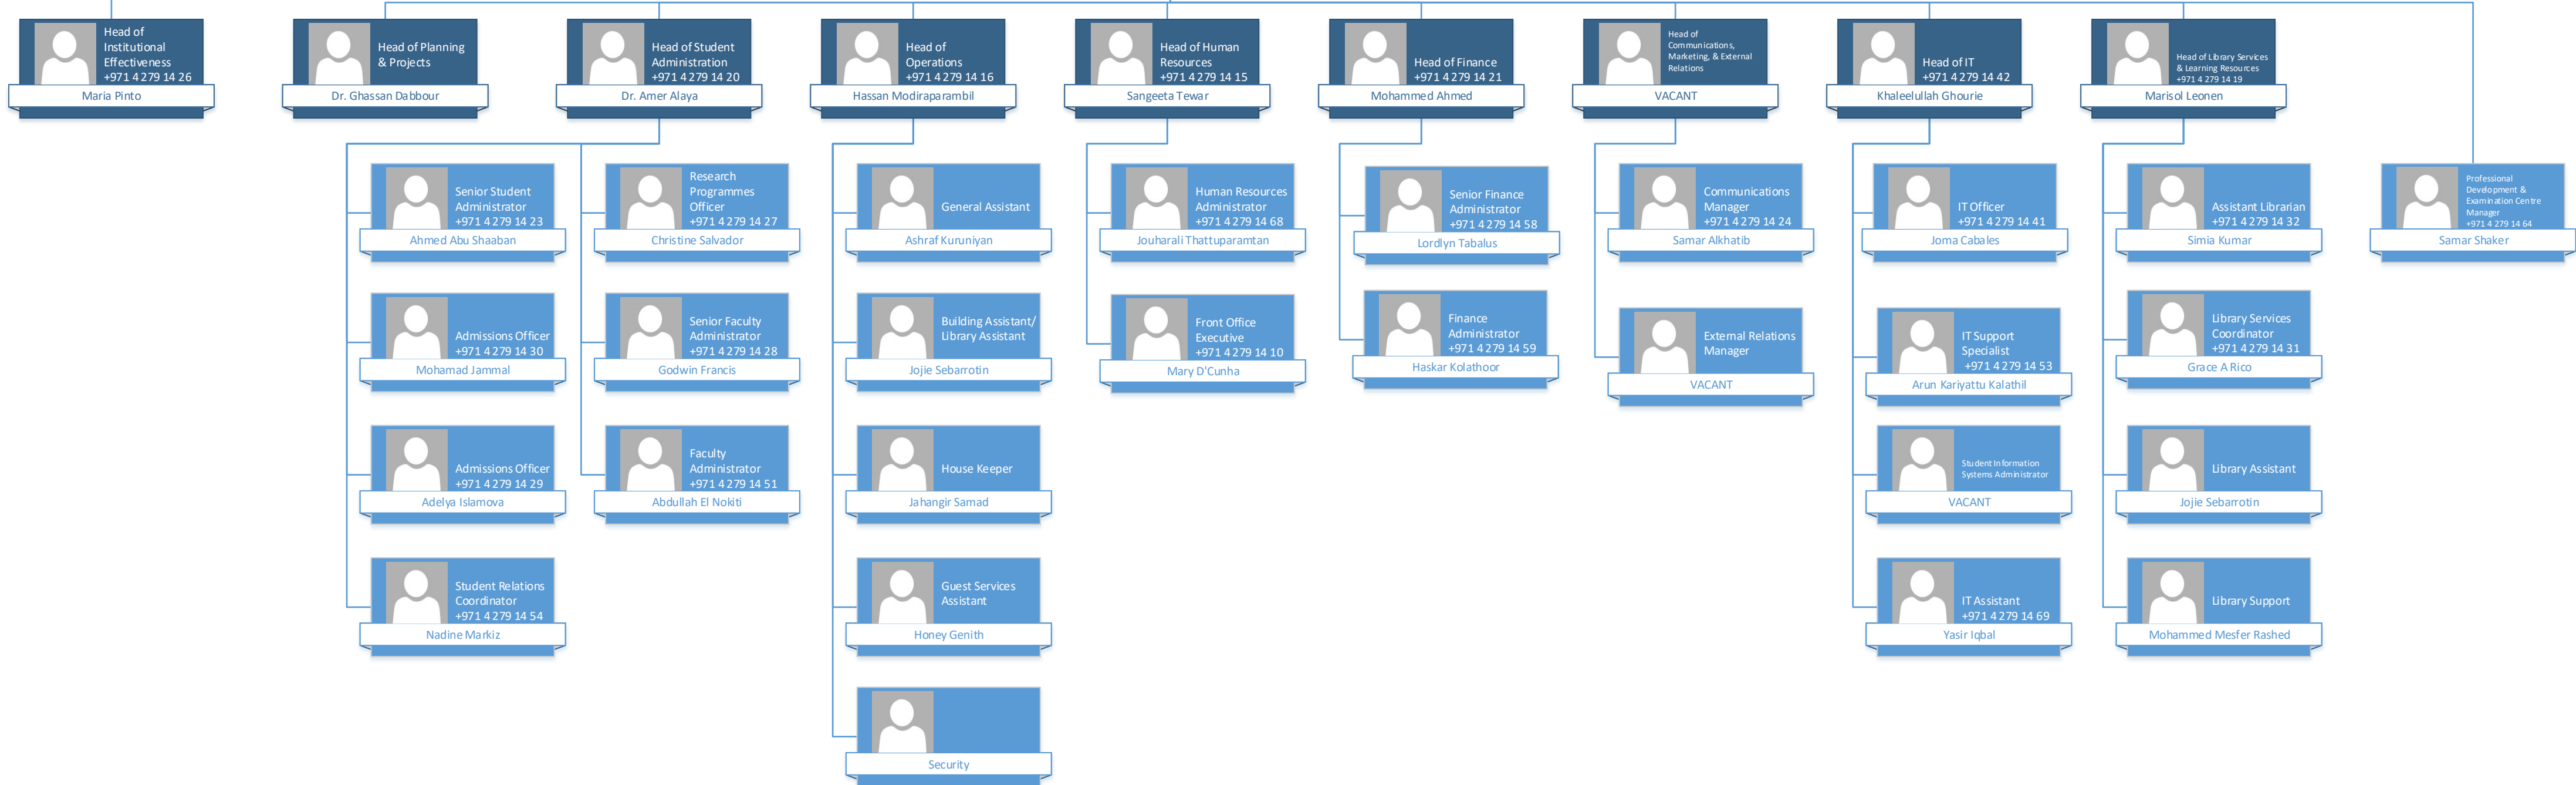 Head of
Institutional
Effectiveness
+971 4 279 14 26
Maria Pinto
Head of Planning
& Projects
Dr. Ghassan Dabbour
Head of Student
Administration
+971 4 279 14 20
Dr. Amer Alaya
Head of
Operations
+971 4 279 14 16
Hassan Modiraparambil
Head of Human
Resources
+971 4 279 14 15
Sangeeta Tewar
Head of Finance
+971 4 279 14 21
Mohammed Ahmed
Head of
Communications,
Marketing, & External
Relations
VACANT
Head of IT
+971 4 279 14 42
Khaleelullah Ghourie
Head of Library Services
& Learning Resources
+971 4 279 14 19
Marisol Leonen
Senior Student
Administrator
+971 4 279 14 23
Ahmed Abu Shaaban
Admissions Officer
+971 4 279 14 30
Mohamad Jammal
Admissions Officer
+971 4 279 14 29
Adelya Islamova
Student Relations
Coordinator
+971 4 279 14 54
Nadine Markiz
Research
Programmes
Officer
+971 4 279 14 27
Christine Salvador
Senior Faculty
Administrator
+971 4 279 14 28
Godwin Francis
Faculty
Administrator
+971 4 279 14 51
Abdullah El Nokiti
General Assistant
Ashraf Kuruniyan
Building Assistant/
Library Assistant
Jojie Sebarrotin
House Keeper
Jahangir Samad
Guest Services
Assistant
Honey Genith
Security
Human Resources
Administrator
+971 4 279 14 68
Jouharali Thattuparamtan
Front Office
Executive
+971 4 279 14 10
Mary D'Cunha
Senior Finance
Administrator
+971 4 279 14 58
Lordlyn Tabalus
Finance
Administrator
+971 4 279 14 59
Haskar Kolathoor
Communications
Manager
+971 4 279 14 24
Samar Alkhatib
External Relations
Manager
VACANT
IT Officer
+971 4 279 14 41
Joma Cabales
IT Support
Specialist
+971 4 279 14 53
Arun Kariyattu Kalathil
Student Information
Systems Administrator
VACANT
IT Assistant
+971 4 279 14 69
Yasir Iqbal
Assistant Librarian
+971 4 279 14 32
Simia Kumar
Library Services
Coordinator
+971 4 279 14 31
Grace A Rico
Library Assistant
Jojie Sebarrotin
Library Support
Mohammed Mesfer Rashed
Professional
Development &
Examination Centre
Manager
+971 4 279 14 64
Samar Shaker